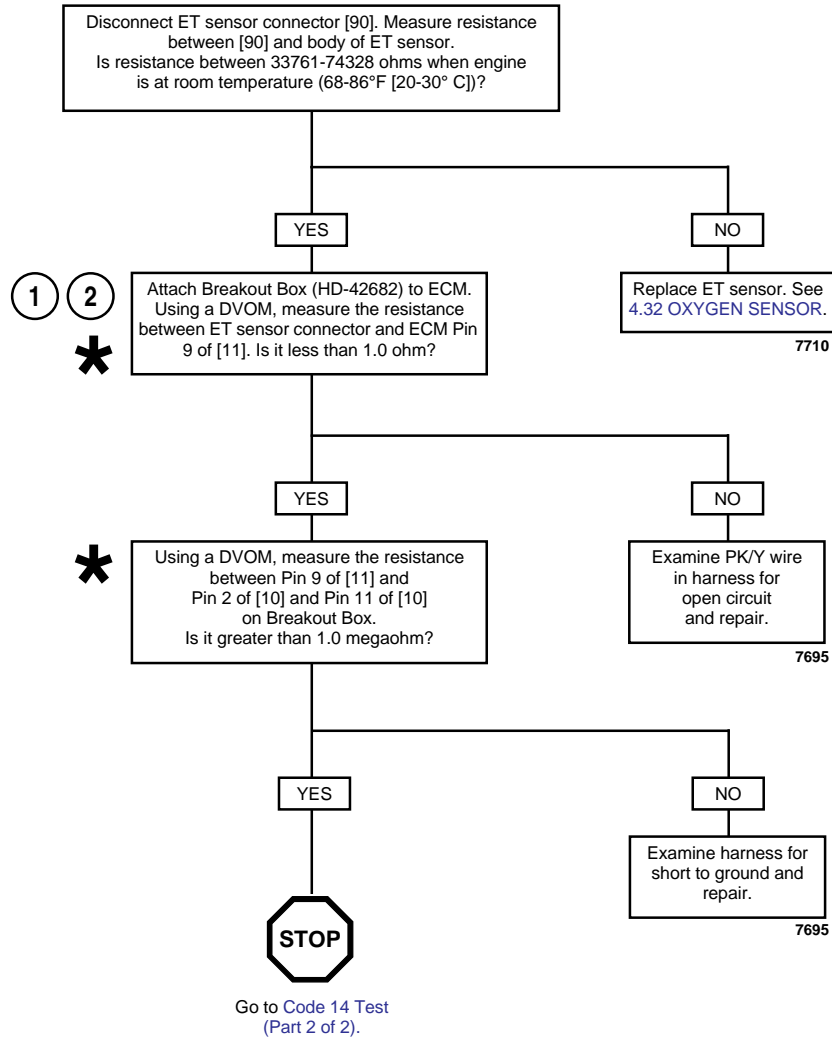 Disconnect ET sensor connector [90]. Measure resistance
between [90] and body of ET sensor.
Is resistance between 33761-74328 ohms when engine
is at room temperature (68-86°F [20-30° C])?
YES
NO
1 2
Attach Breakout Box (HD-42682) to ECM.
Using a DVOM, measure the resistance
between ET sensor connector and ECM Pin
9 of [11]. Is it less than 1.0 ohm?
*
Replace ET sensor. See
4.32 OXYGEN SENSOR.
7710
YES
NO
*
Using a DVOM, measure the resistance
between Pin 9 of [11] and
Pin 2 of [10] and Pin 11 of [10]
on Breakout Box.
Is it greater than 1.0 megaohm?
Examine PK/Y wire
in harness for
open circuit
and repair.
7695
YES
NO
Examine harness for
short to ground and
repair.
7695
STOP
Go to Code 14 Test
(Part 2 of 2).